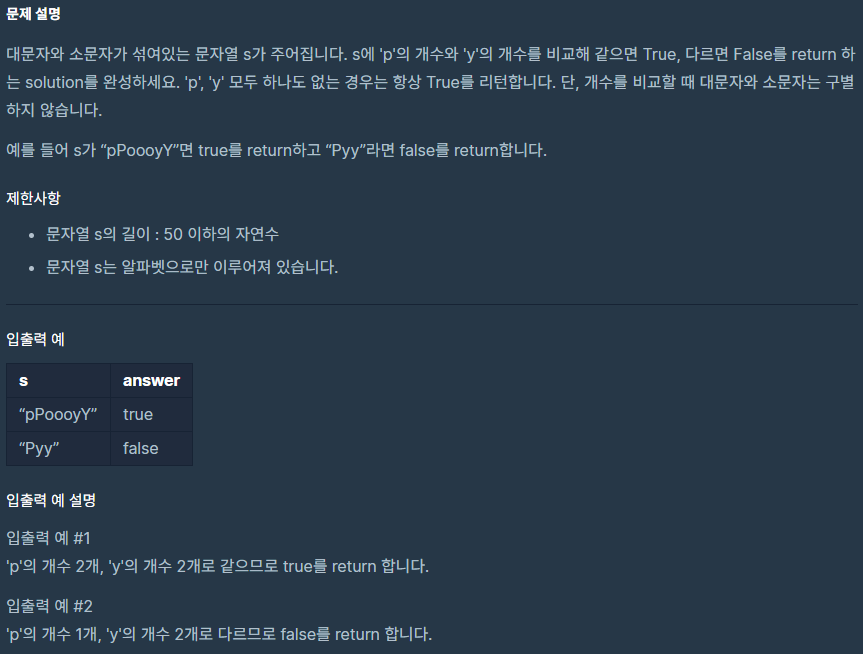 문제 설명
대문자와 소문자가 섞여있는 문자열 s가 주어집니다. s에 'p'의 개수와 'y'의 개수를 비교해 같으면 True, 다르면 False를 return 하
는 solution를 완성하세요. 'p', 'y' 모두 하나도 없는 경우는 항상 True를 리턴합니다. 단, 개수를 비교할 때 대문자와 소문자는 구별
하지 않습니다.
예를 들어 s가 “pPoooyY”면 true를 return하고 “Pyy”라면 false를 return합니다.
제한사항
• 문자열 s의 길이 : 50 이하의 자연수
• 문자열 s는 알파벳으로만 이루어져 있습니다.
입출력 예
s answer
“pPoooyY” true
“Pyy” false
입출력 예 설명
입출력 예 #1
'p'의 개수 2개, 'y'의 개수 2개로 같으므로 true를 return 합니다.
입출력 예 #2
'p'의 개수 1개, 'y'의 개수 2개로 다르므로 false를 return 합니다.